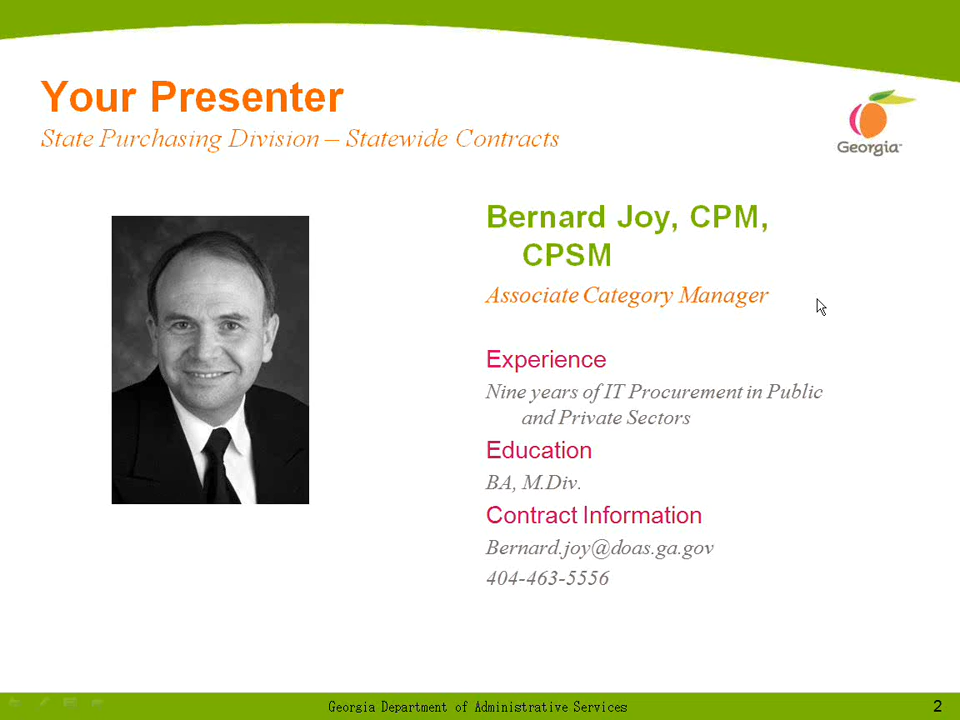 Your Presenter
State Purchasing Division – Statewide Contracts
Georgia™
Bernard Joy, CPM,
CPSM
Associate Category Manager
Experience
Nine years of IT Procurement in Public
and Private Sectors
Education
BA, M.Div.
Contract Information
Bernard.joy@doas.ga.gov
404-463-5556
Georgia Department of Administrative Services
2